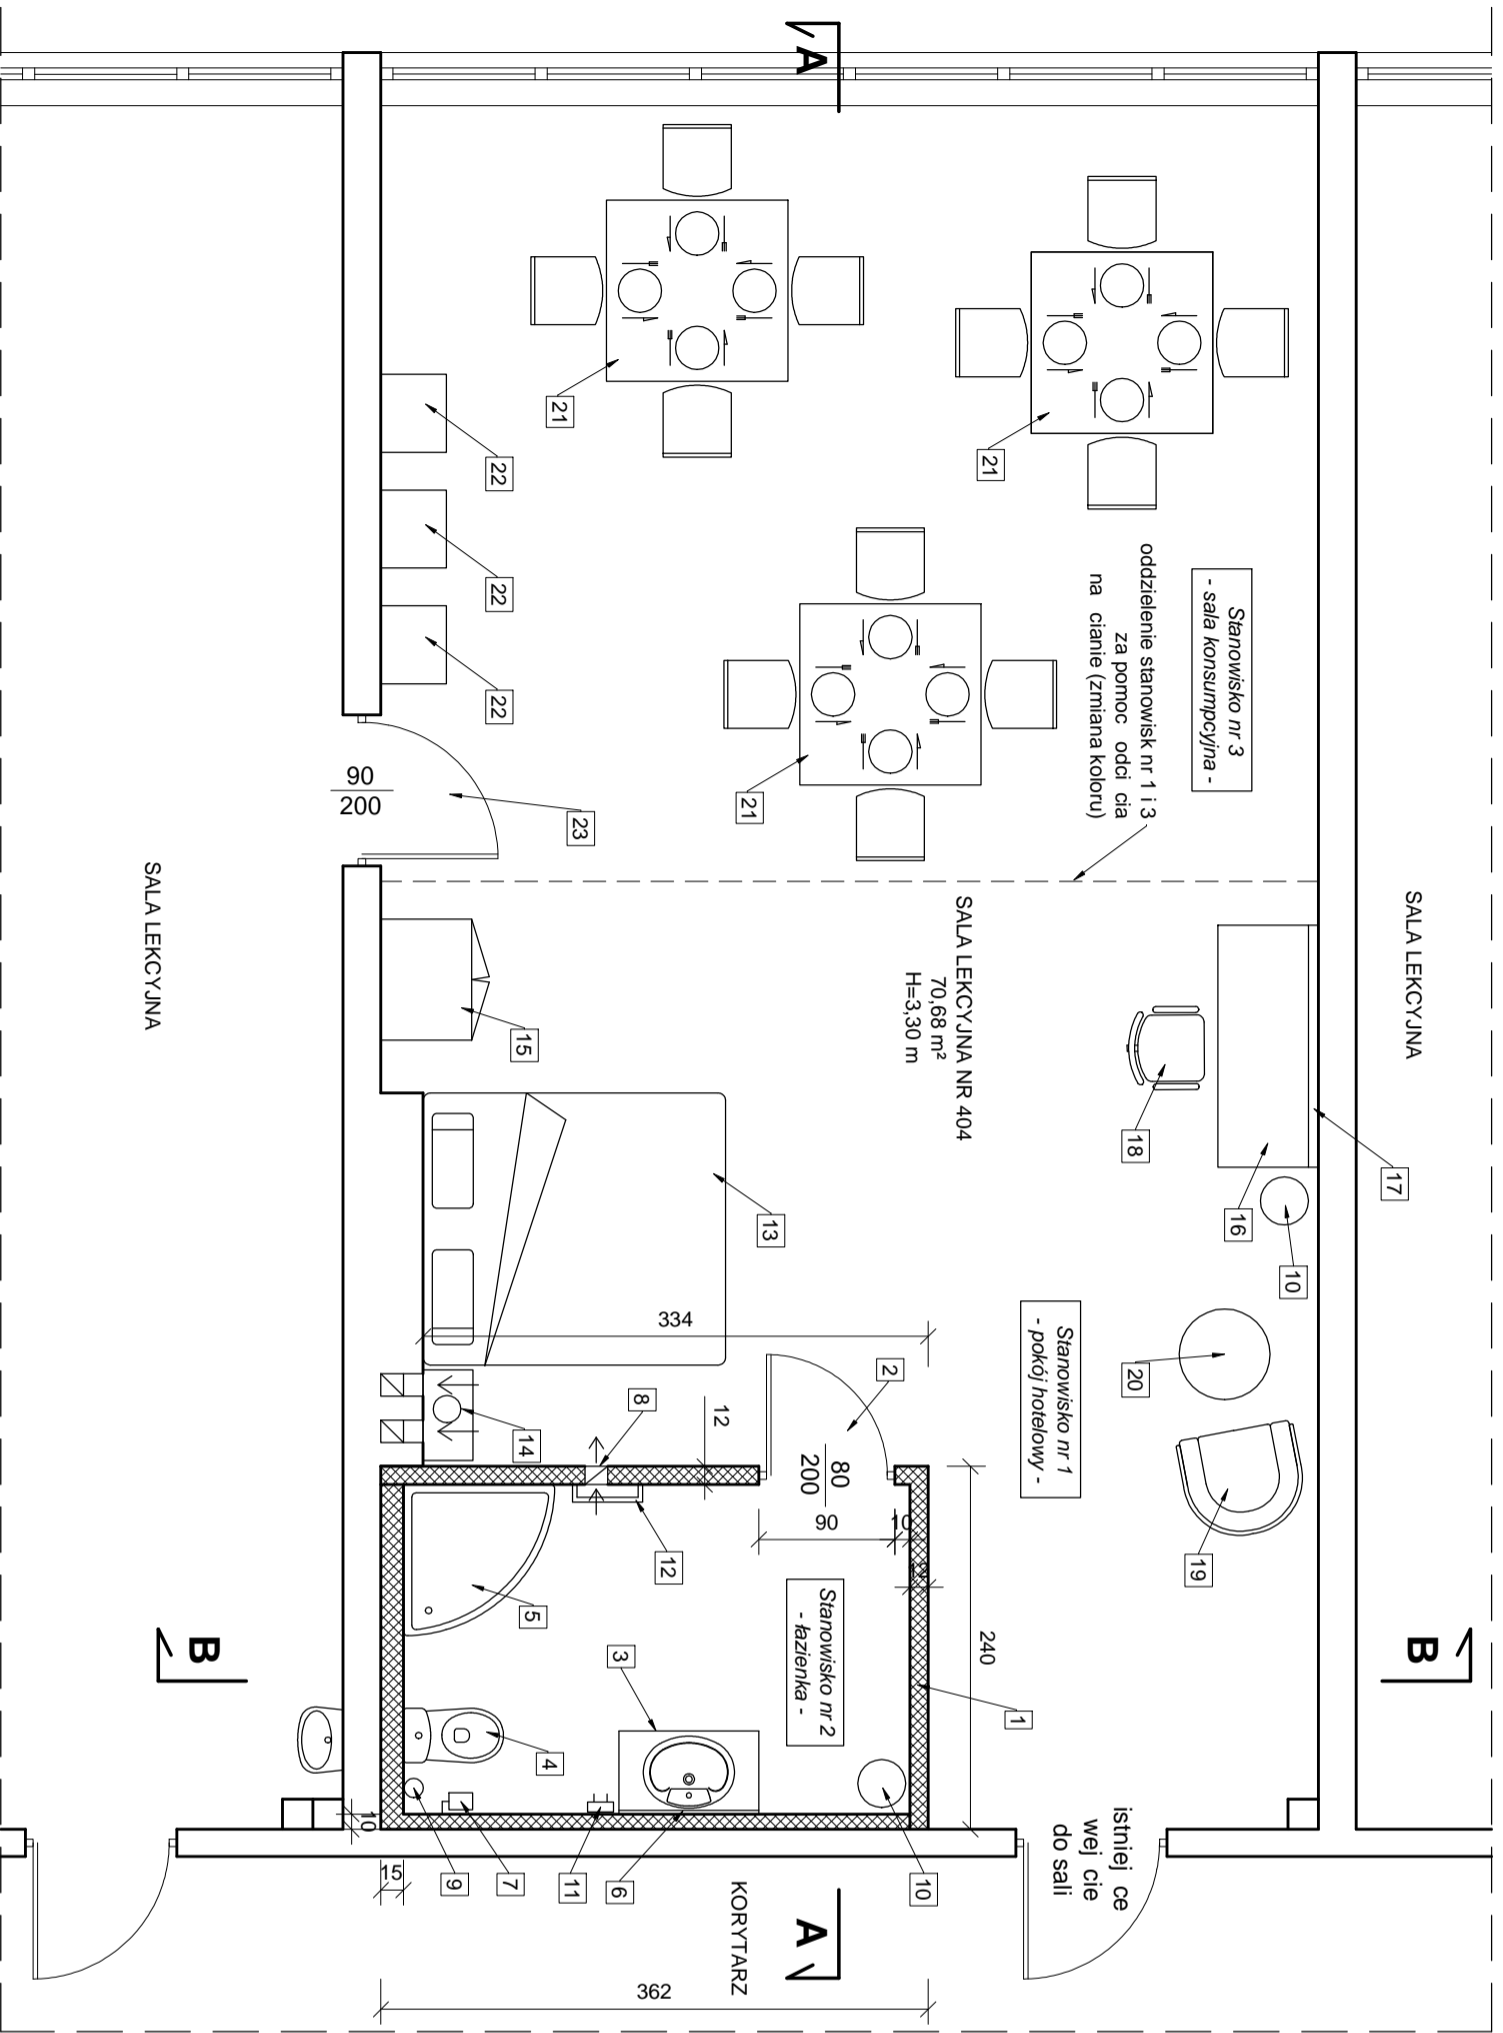 A
SALA LEKCYJNA
21
21
22
22
22
Stanowisko nr 3
- sala konsumpcyjna -
oddzielenie stanowisk nr 1 i 3
za pomoc odci cia
na cianie (zmiana koloru)
21
90
200
23
SALA LEKCYJNA
SALA LEKCYJNA NR 404
70,68 m²
H=3,30 m
15
18
17
16
10
13
334
2
20
Stanowisko nr 1
- pokój hotelowy -
8
12
14
80
200
90
10
12
12
19
5
Stanowisko nr 2
- łazienka -
3
240
1
B
B
4
10
istniej ce
wej cie
do sali
15
9
7
11
6
10
KORYTARZ
A
362